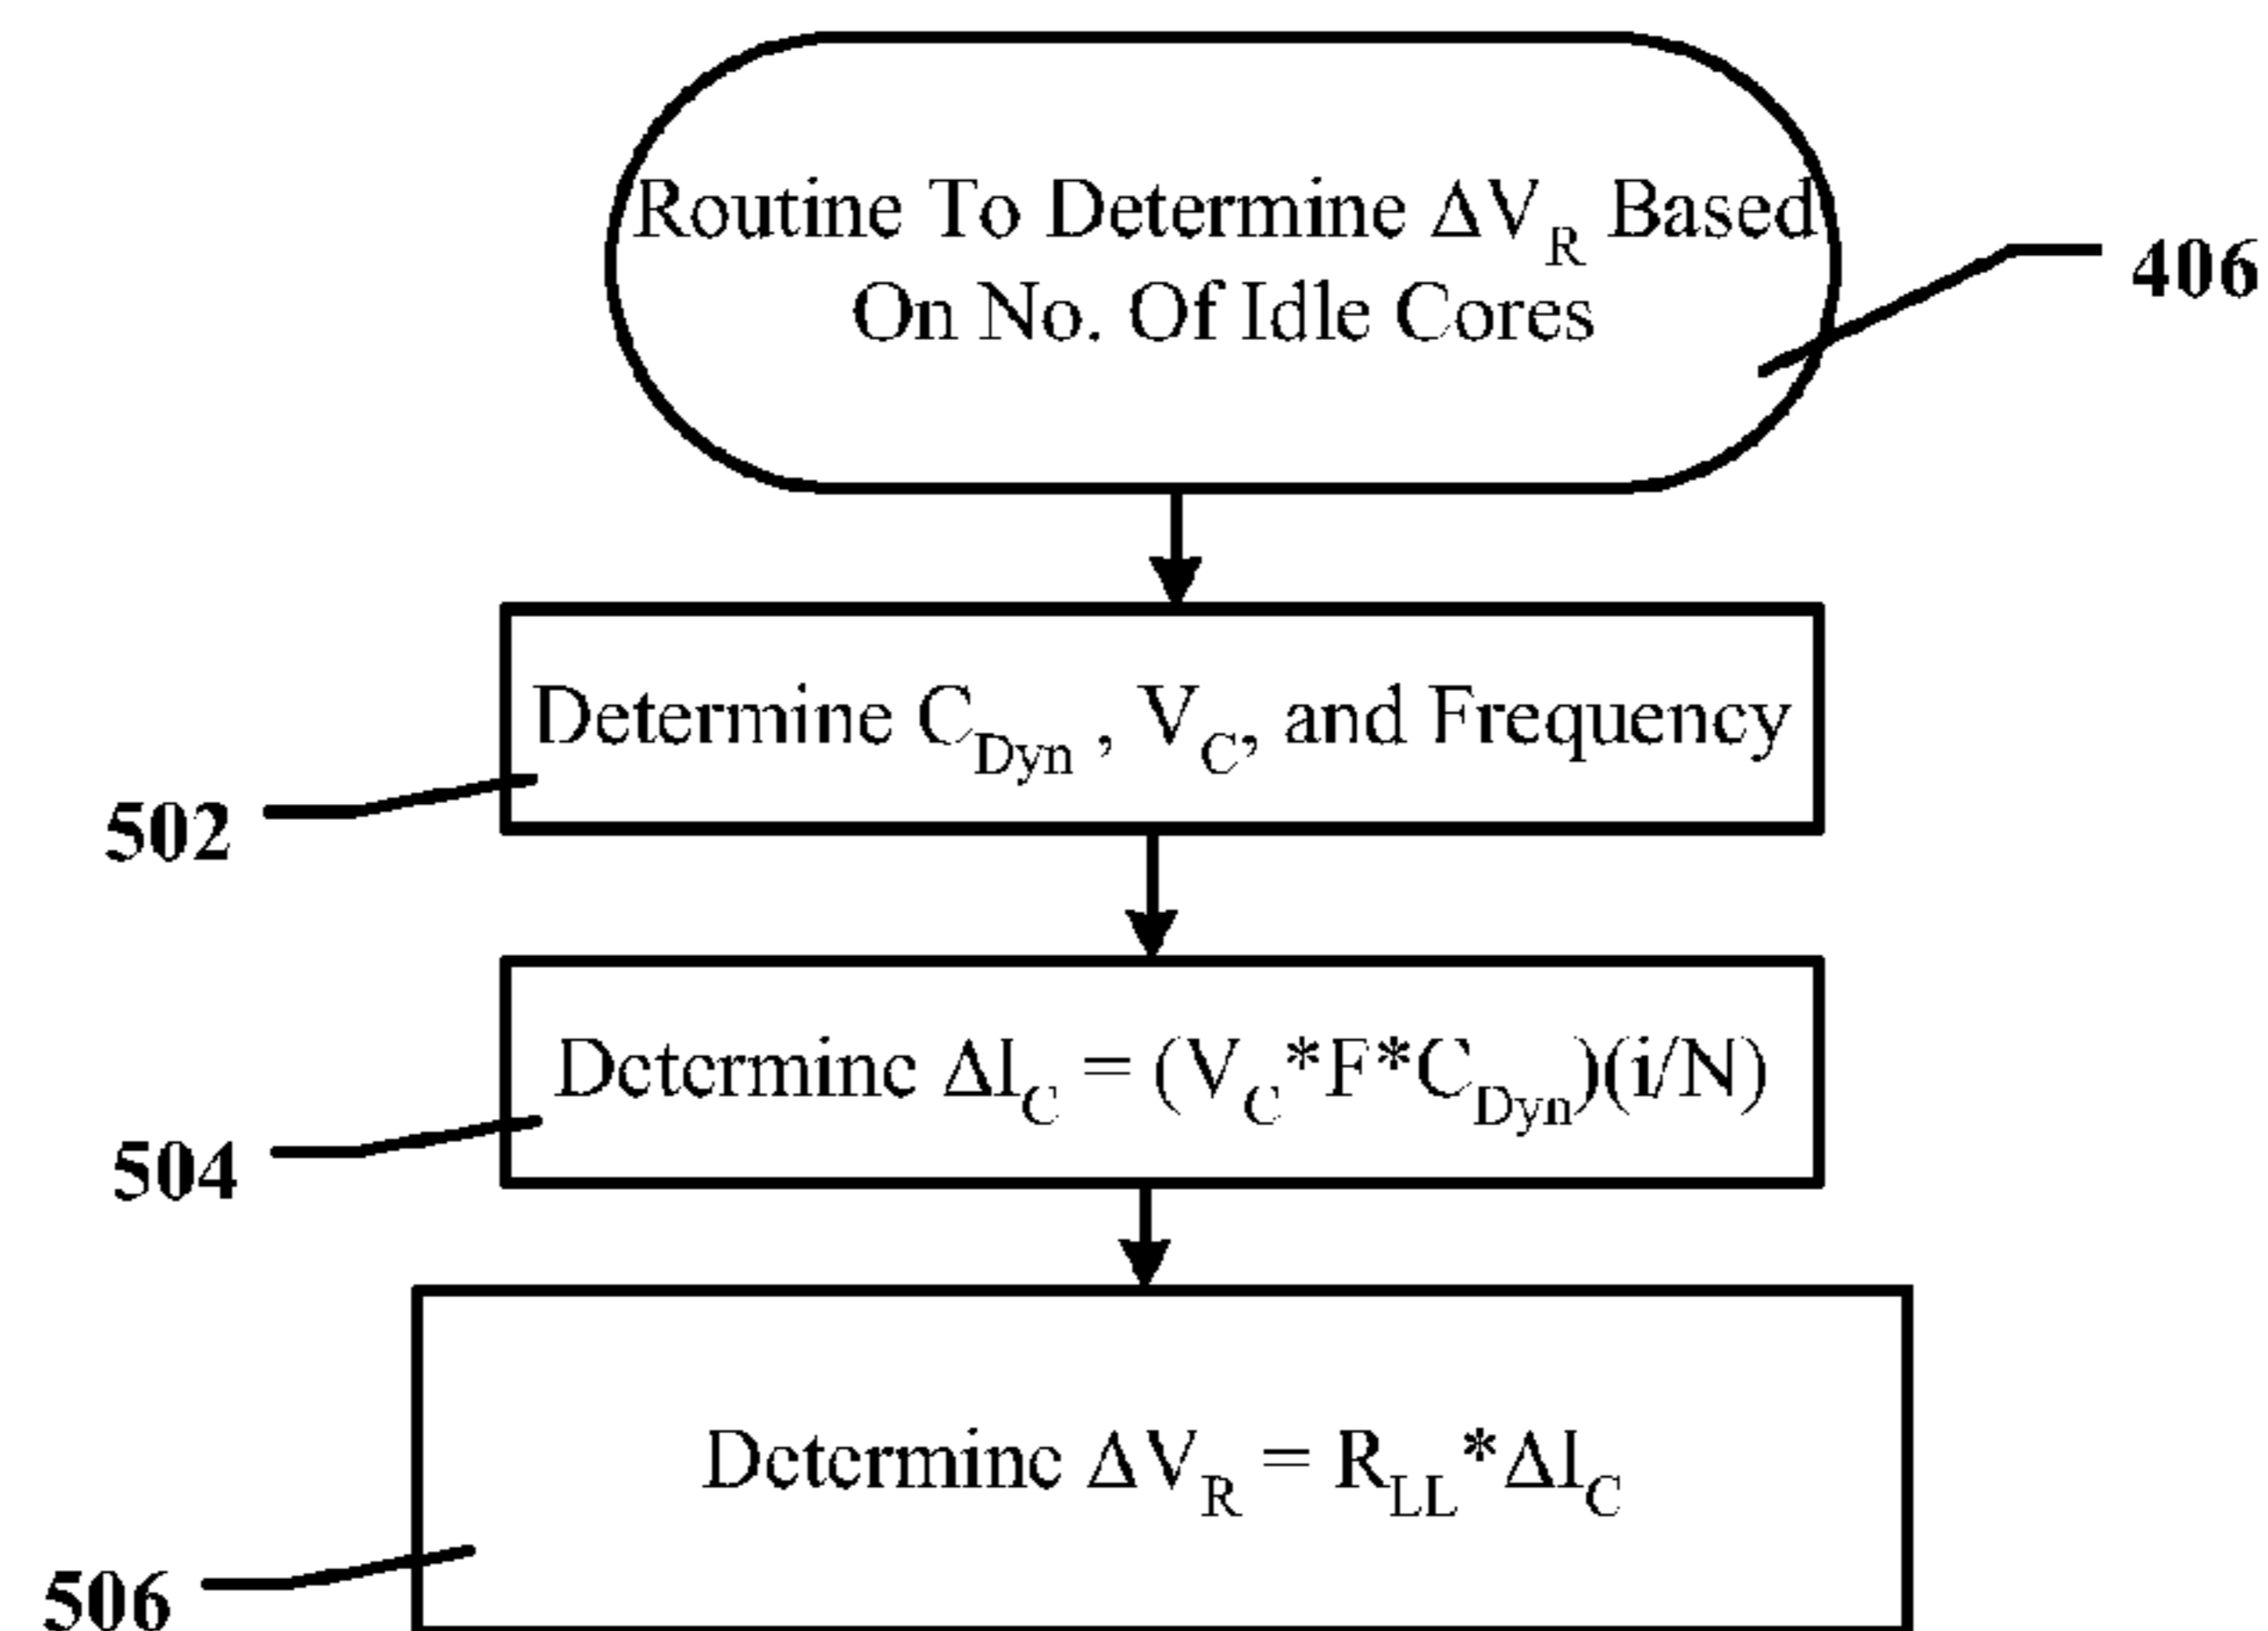 Routine To Determine ΔV_R Based
On No. Of Idle Cores
406
Determine C_Dyn , V_C, and Frequency
502
Determine ΔI_C = (V_C*F*C_Dyn)(i/N)
504
Determine ΔV_R = R_LL*ΔI_C
506